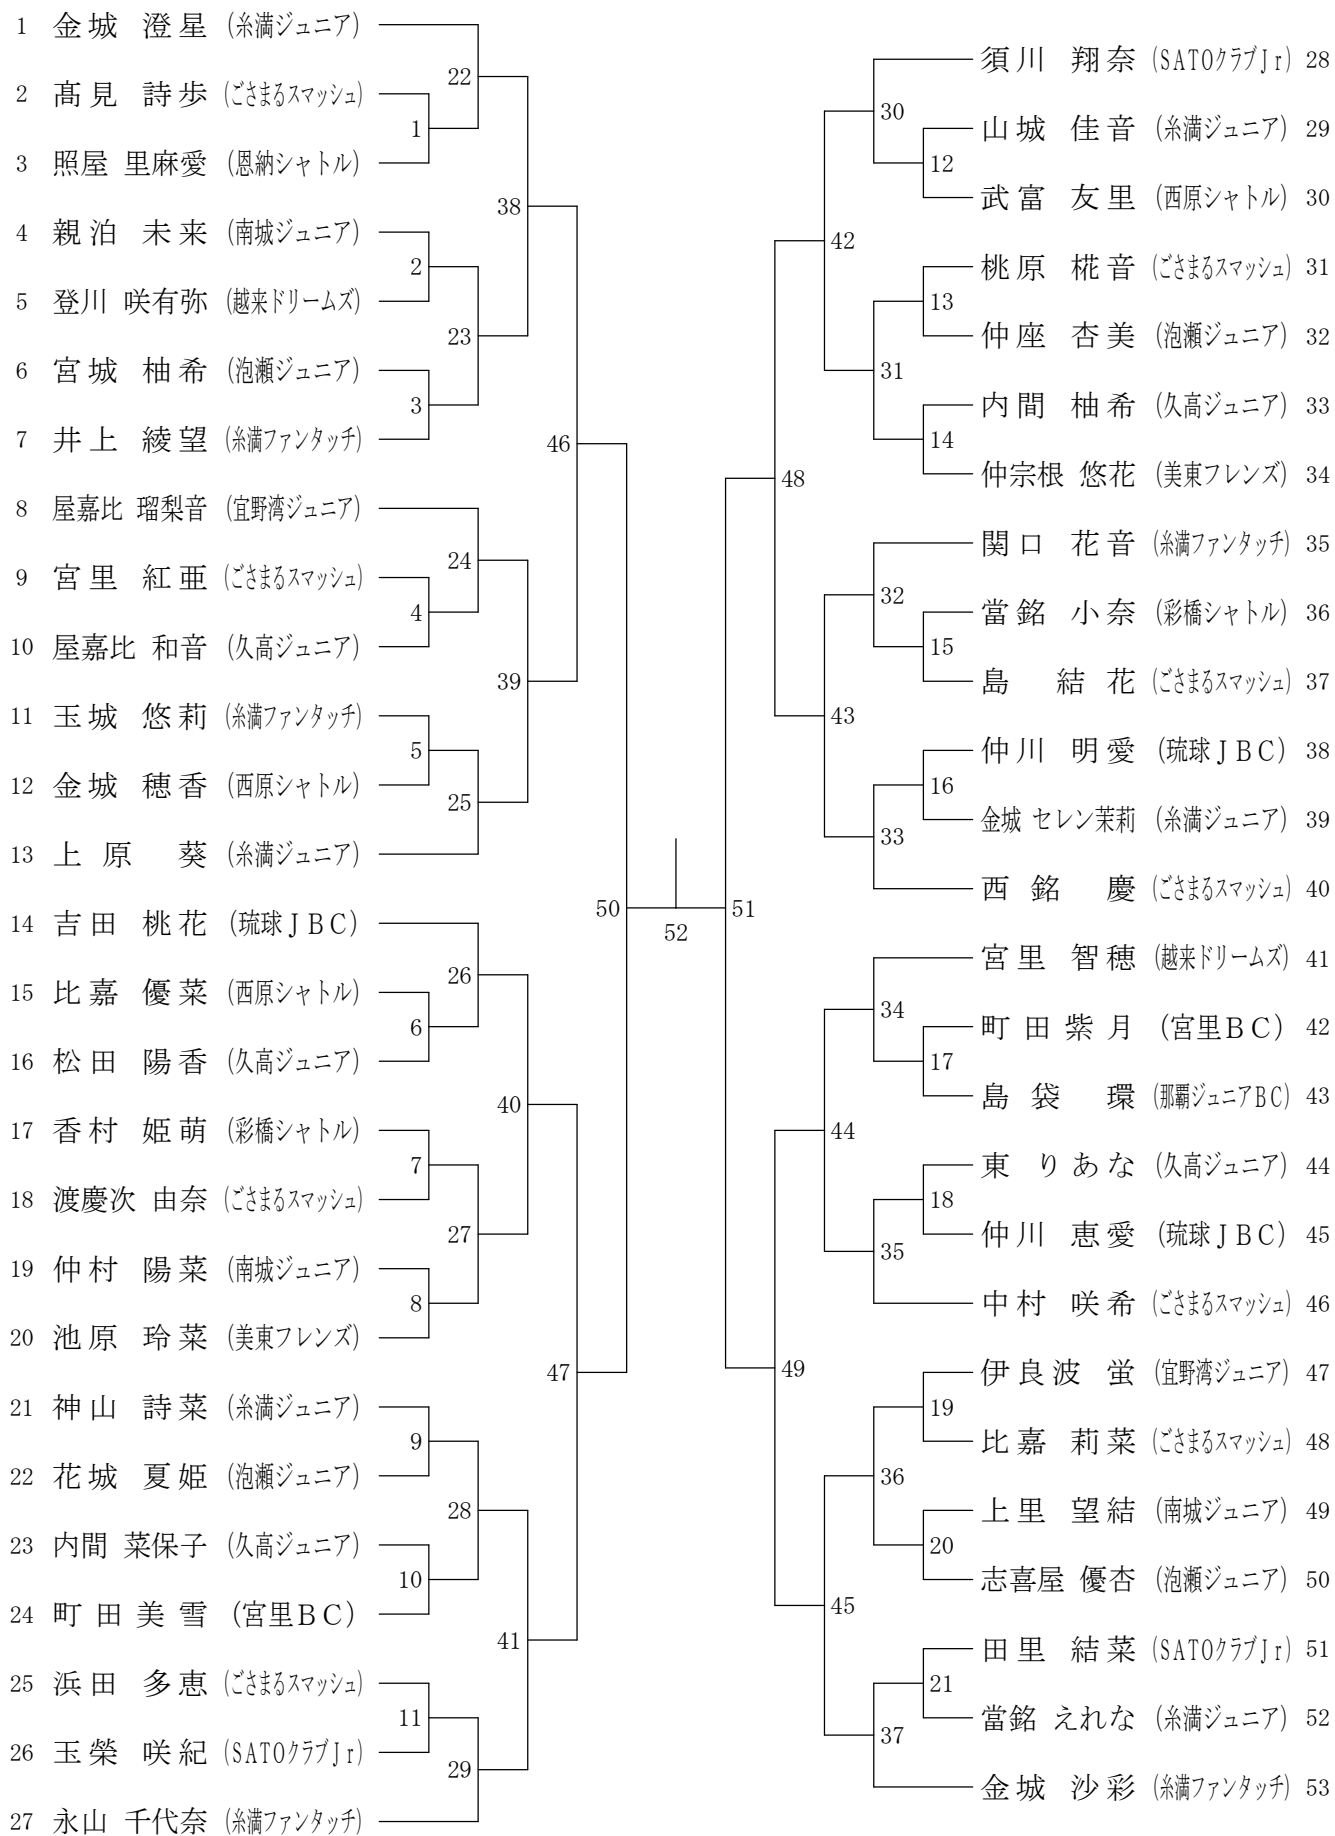 1 金城 澄星 (糸満ジュニア)
2 髙見 詩歩 (ごさまるスマッシュ)
3 照屋 里麻愛 (恩納シャトル)
4 親泊 未来 (南城ジュニア)
5 登川 咲有弥 (越来ドリームズ)
6 宮城 柚希 (泡瀬ジュニア)
7 井上 綾望 (糸満ファンタッチ)
8 屋嘉比 瑠梨音 (宜野湾ジュニア)
9 宮里 紅亜 (ごさまるスマッシュ)
10 屋嘉比 和音 (久高ジュニア)
11 玉城 悠莉 (糸満ファンタッチ)
12 金城 穂香 (西原シャトル)
13 上原 葵 (糸満ジュニア)
14 吉田 桃花 (琉球JBC)
15 比嘉 優菜 (西原シャトル)
16 松田 陽香 (久高ジュニア)
17 香村 姫萌 (彩橋シャトル)
18 渡慶次 由奈 (ごさまるスマッシュ)
19 仲村 陽菜 (南城ジュニア)
20 池原 玲菜 (美東フレンズ)
21 神山 詩菜 (糸満ジュニア)
22 花城 夏姫 (泡瀬ジュニア)
23 内間 菜保子 (久高ジュニア)
24 町田美雪 (宮里BC)
25 浜田 多恵 (ごさまるスマッシュ)
26 玉榮 咲紀 (SATOクラブJr)
27 永山 千代奈 (糸満ファンタッチ)
1
2
3
4
5
6
7
8
9
10
11
22
23
24
25
26
27
28
29
38
39
40
41
46
47
50
52
51
48
49
42
43
44
45
30
31
32
33
34
35
36
37
12
13
14
15
16
17
18
19
20
21
須川 翔奈 (SATOクラブJr) 28
山城 佳音 (糸満ジュニア) 29
武富 友里 (西原シャトル) 30
桃原 椛音 (ごさまるスマッシュ) 31
仲座 杏美 (泡瀬ジュニア) 32
内間 柚希 (久高ジュニア) 33
仲宗根 悠花 (美東フレンズ) 34
関口 花音 (糸満ファンタッチ) 35
當銘 小奈 (彩橋シャトル) 36
島 結花 (ごさまるスマッシュ) 37
仲川 明愛 (琉球JBC) 38
金城 セレン茉莉 (糸満ジュニア) 39
西銘 慶 (ごさまるスマッシュ) 40
宮里 智穂 (越来ドリームズ) 41
町田紫月 (宮里BC) 42
島袋 環 (那覇ジュニアBC) 43
東 りあな (久高ジュニア) 44
仲川 恵愛 (琉球JBC) 45
中村 咲希 (ごさまるスマッシュ) 46
伊良波 蛍 (宜野湾ジュニア) 47
比嘉 莉菜 (ごさまるスマッシュ) 48
上里 望結 (南城ジュニア) 49
志喜屋 優杏 (泡瀬ジュニア) 50
田里 結菜 (SATOクラブJr) 51
當銘 えれな (糸満ジュニア) 52
金城 沙彩 (糸満ファンタッチ) 53